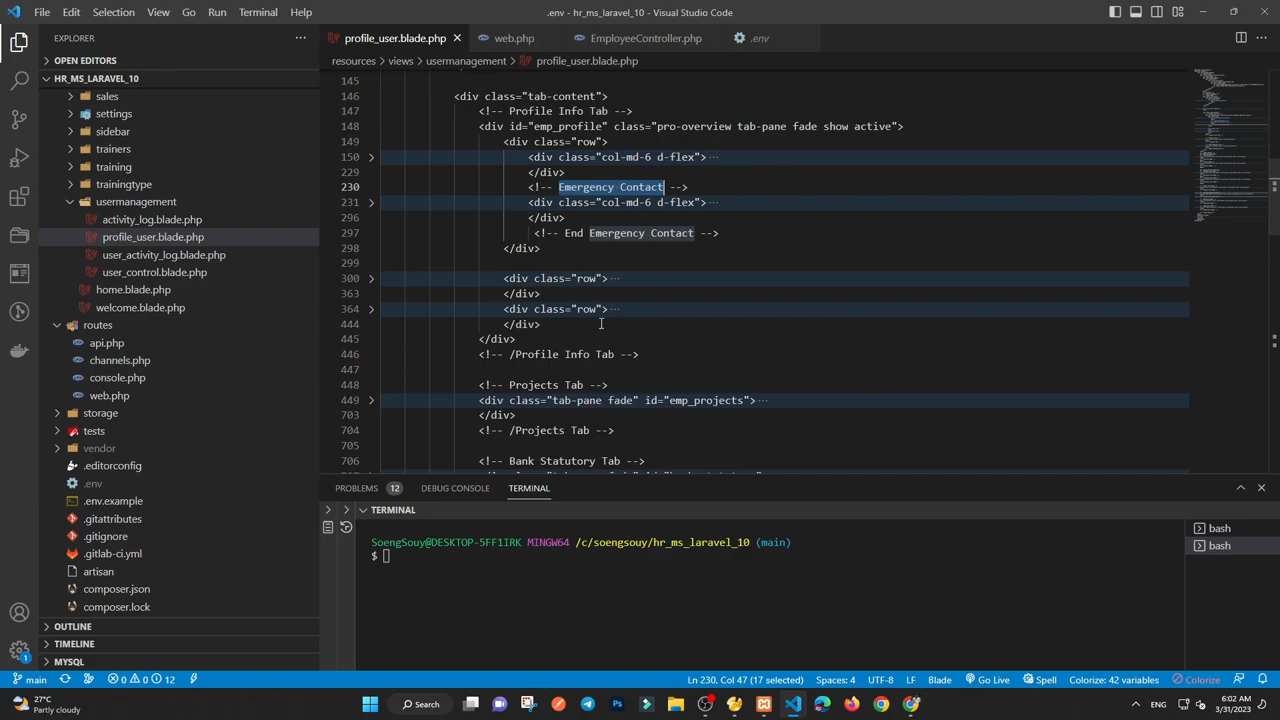 File Edit Selection View Go Run Terminal Help
.env - hr_ms_laravel_10 - Visual Studio Code
EXPLORER
OPEN EDITORS
HR_MS_LARAVEL_10
sales
settings
sidebar
trainers
training
trainingtype
usermanagement
activity_log.blade.php
profile_user.blade.php
user_activity_log.blade.php
user_control.blade.php
home.blade.php
welcome.blade.php
routes
api.php
channels.php
console.php
web.php
storage
tests
vendor
.editorconfig
.env
.env.example
.gitattributes
.gitignore
.gitlab-ci.yml
artisan
composer.json
composer.lock
OUTLINE
TIMELINE
MYSQL
profile_user.blade.php web.php EmployeeController.php .env
resources > views > usermanagement > profile_user.blade.php
145
146 <div class="tab-content">
147 <!-- Profile Info Tab -->
148 <div id="emp_profile" class="pro-overview tab-pane fade show active">
<div class="row">
150 <div class="col-md-6 d-flex"> ...
229 </div>
230 <!-- Emergency Contact -->
231 <div class="col-md-6 d-flex"> ...
296 </div>
297 <!-- End Emergency Contact -->
298 </div>
299
300 <div class="row"> ...
363 </div>
364 <div class="row"> ...
444 </div>
445 </div>
446 <!-- /Profile Info Tab -->
447
448 <!-- Projects Tab -->
449 <div class="tab-pane fade" id="emp_projects"> ...
703 </div>
704 <!-- /Projects Tab -->
705
706 <!-- Bank Statutory Tab -->
PROBLEMS 12 DEBUG CONSOLE TERMINAL
TERMINAL
SoengSouy@DESKTOP-5FF1IRK MINGW64 /c/soengsouy/hr_ms_laravel_10 (main)
$
bash
bash
1
main 0 0 12 Ln 230, Col 47 (17 selected) Spaces: 4 UTF-8 LF Blade Go Live Spell Colorize: 42 variables Colorize
27°C
Partly cloudy
Search
ENG
6:02 AM
3/31/2023